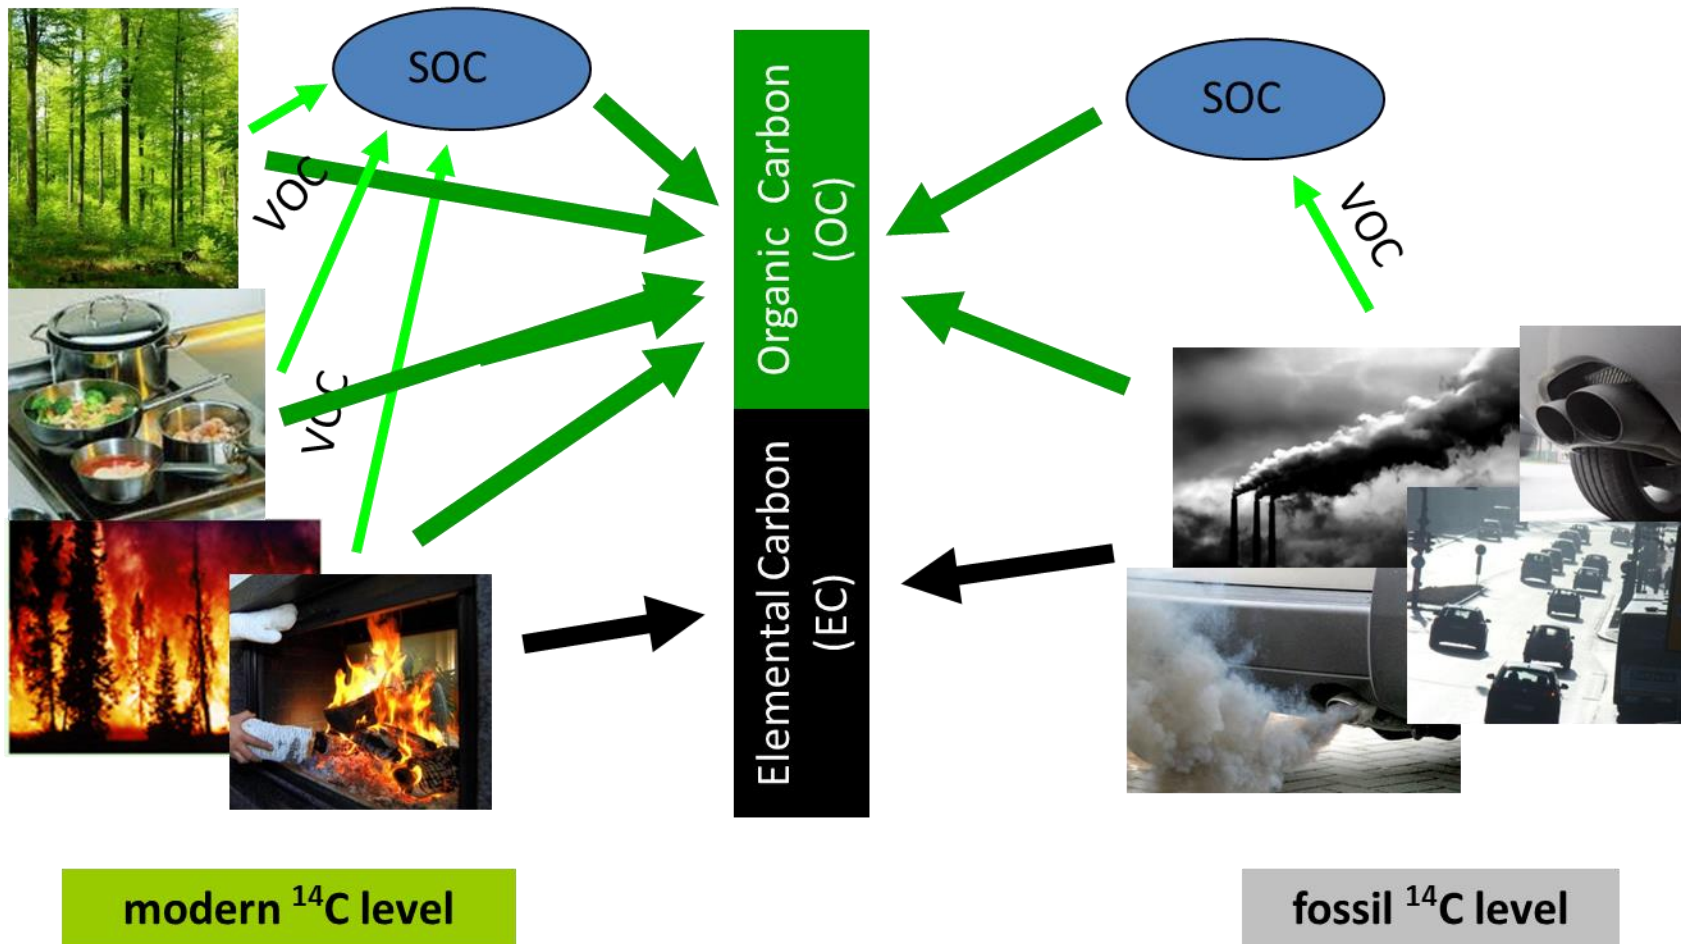 SOC
SOC
VOC
VOC
VOC
Organic Carbon
(OC)
Elemental Carbon
(EC)
modern ¹⁴C level
fossil ¹⁴C level